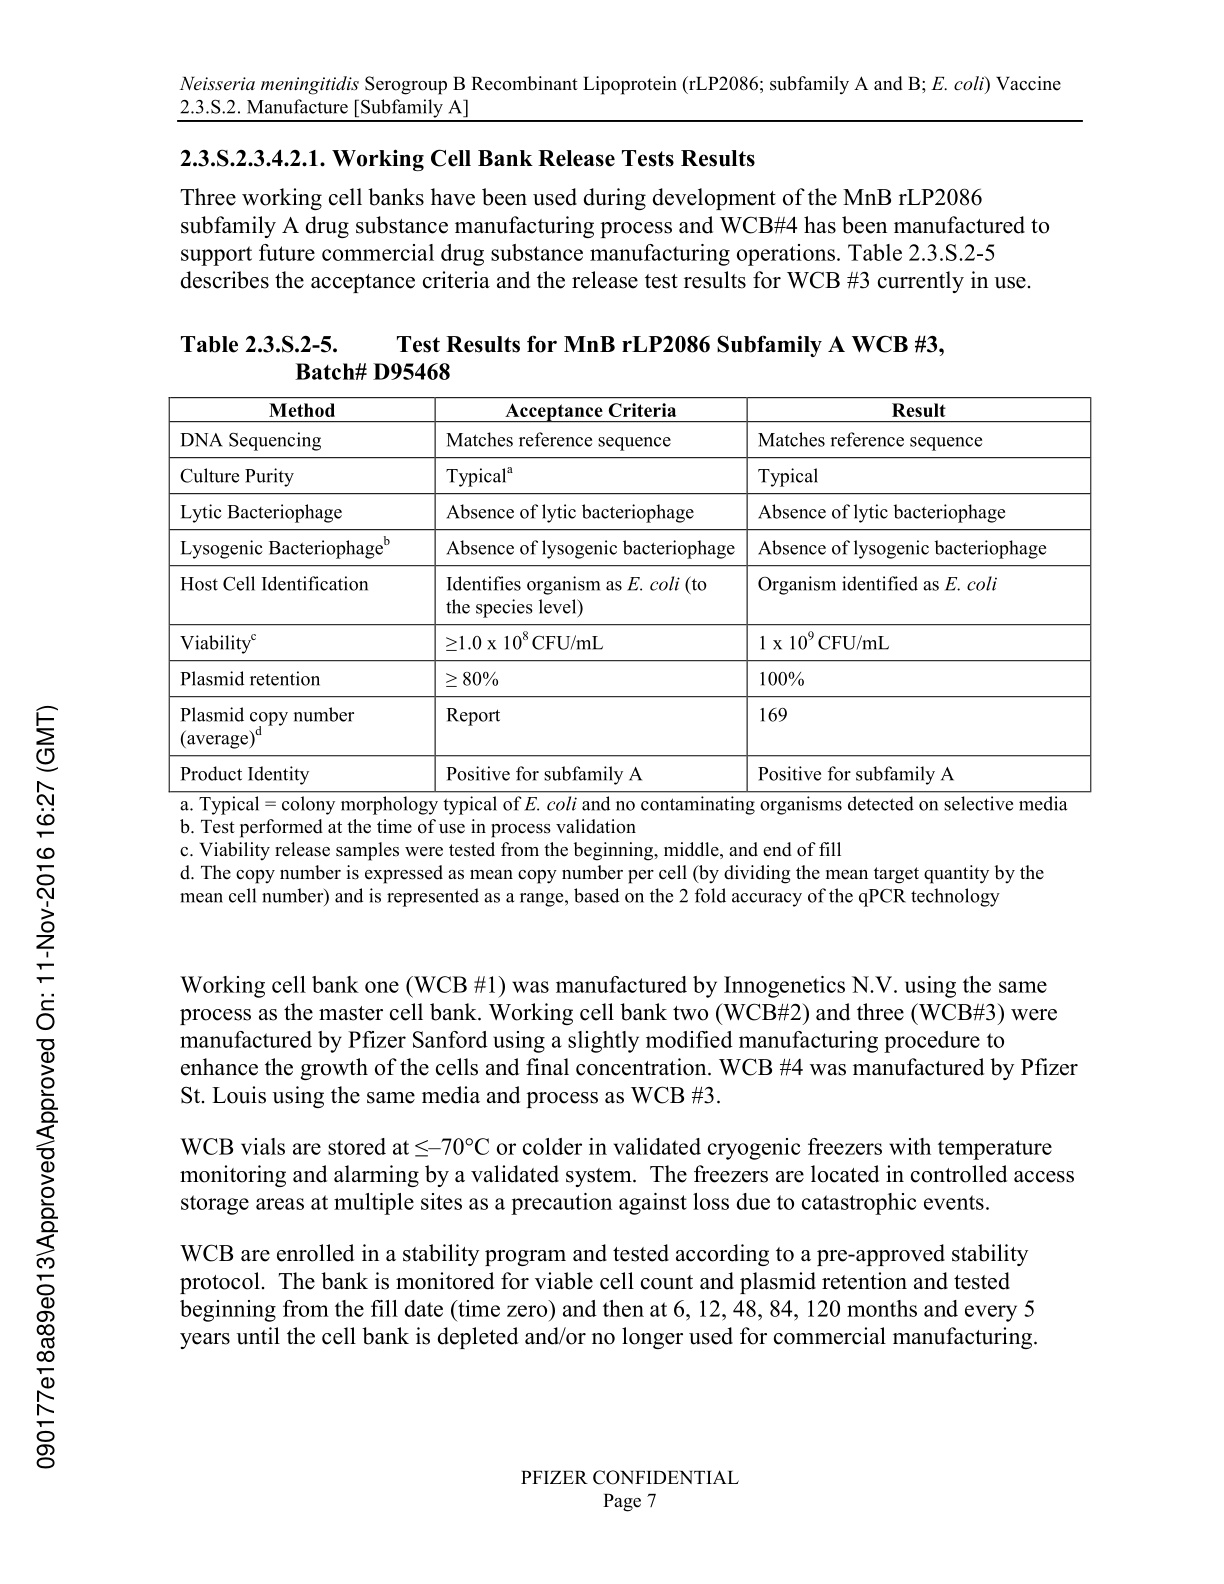 Neisseria meningitidis Serogroup B Recombinant Lipoprotein (rLP2086; subfamily A and B; E. coli) Vaccine
2.3.S.2. Manufacture [Subfamily A]
2.3.S.2.3.4.2.1. Working Cell Bank Release Tests Results
Three working cell banks have been used during development of the MnB rLP2086
subfamily A drug substance manufacturing process and WCB#4 has been manufactured to
support future commercial drug substance manufacturing operations. Table 2.3.S.2-5
describes the acceptance criteria and the release test results for WCB #3 currently in use.
Table 2.3.S.2-5. Test Results for MnB rLP2086 Subfamily A WCB #3,
Batch# D95468
Method Acceptance Criteria Result
DNA Sequencing Matches reference sequence Matches reference sequence
Culture Purity Typicalᵃ Typical
Lytic Bacteriophage Absence of lytic bacteriophage Absence of lytic bacteriophage
Lysogenic Bacteriophageᵇ Absence of lysogenic bacteriophage Absence of lysogenic bacteriophage
Host Cell Identification Identifies organism as E. coli (to Organism identified as E. coli
the species level)
Viabilityᶜ ≥1.0 x 10⁸ CFU/mL 1 x 10⁹ CFU/mL
Plasmid retention ≥ 80% 100%
Plasmid copy number Report 169
(average)ᵈ
Product Identity Positive for subfamily A Positive for subfamily A
a. Typical = colony morphology typical of E. coli and no contaminating organisms detected on selective media
b. Test performed at the time of use in process validation
c. Viability release samples were tested from the beginning, middle, and end of fill
d. The copy number is expressed as mean copy number per cell (by dividing the mean target quantity by the
mean cell number) and is represented as a range, based on the 2 fold accuracy of the qPCR technology
Working cell bank one (WCB #1) was manufactured by Innogenetics N.V. using the same
process as the master cell bank. Working cell bank two (WCB#2) and three (WCB#3) were
manufactured by Pfizer Sanford using a slightly modified manufacturing procedure to
enhance the growth of the cells and final concentration. WCB #4 was manufactured by Pfizer
St. Louis using the same media and process as WCB #3.
WCB vials are stored at ≤–70°C or colder in validated cryogenic freezers with temperature
monitoring and alarming by a validated system. The freezers are located in controlled access
storage areas at multiple sites as a precaution against loss due to catastrophic events.
WCB are enrolled in a stability program and tested according to a pre-approved stability
protocol. The bank is monitored for viable cell count and plasmid retention and tested
beginning from the fill date (time zero) and then at 6, 12, 48, 84, 120 months and every 5
years until the cell bank is depleted and/or no longer used for commercial manufacturing.
PFIZER CONFIDENTIAL
Page 7
090177e18a89e013\Approved\Approved On: 11-Nov-2016 16:27 (GMT)